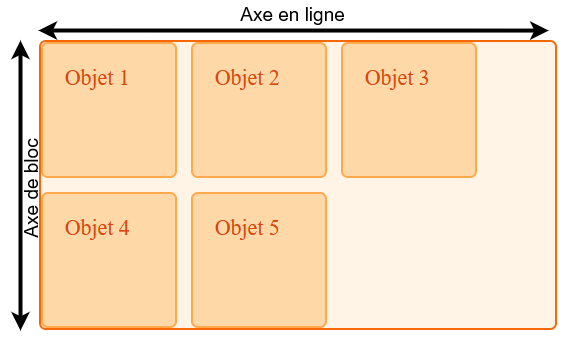 Axe en ligne
Axe de bloc
Objet 1
Objet 2
Objet 3
Objet 4
Objet 5